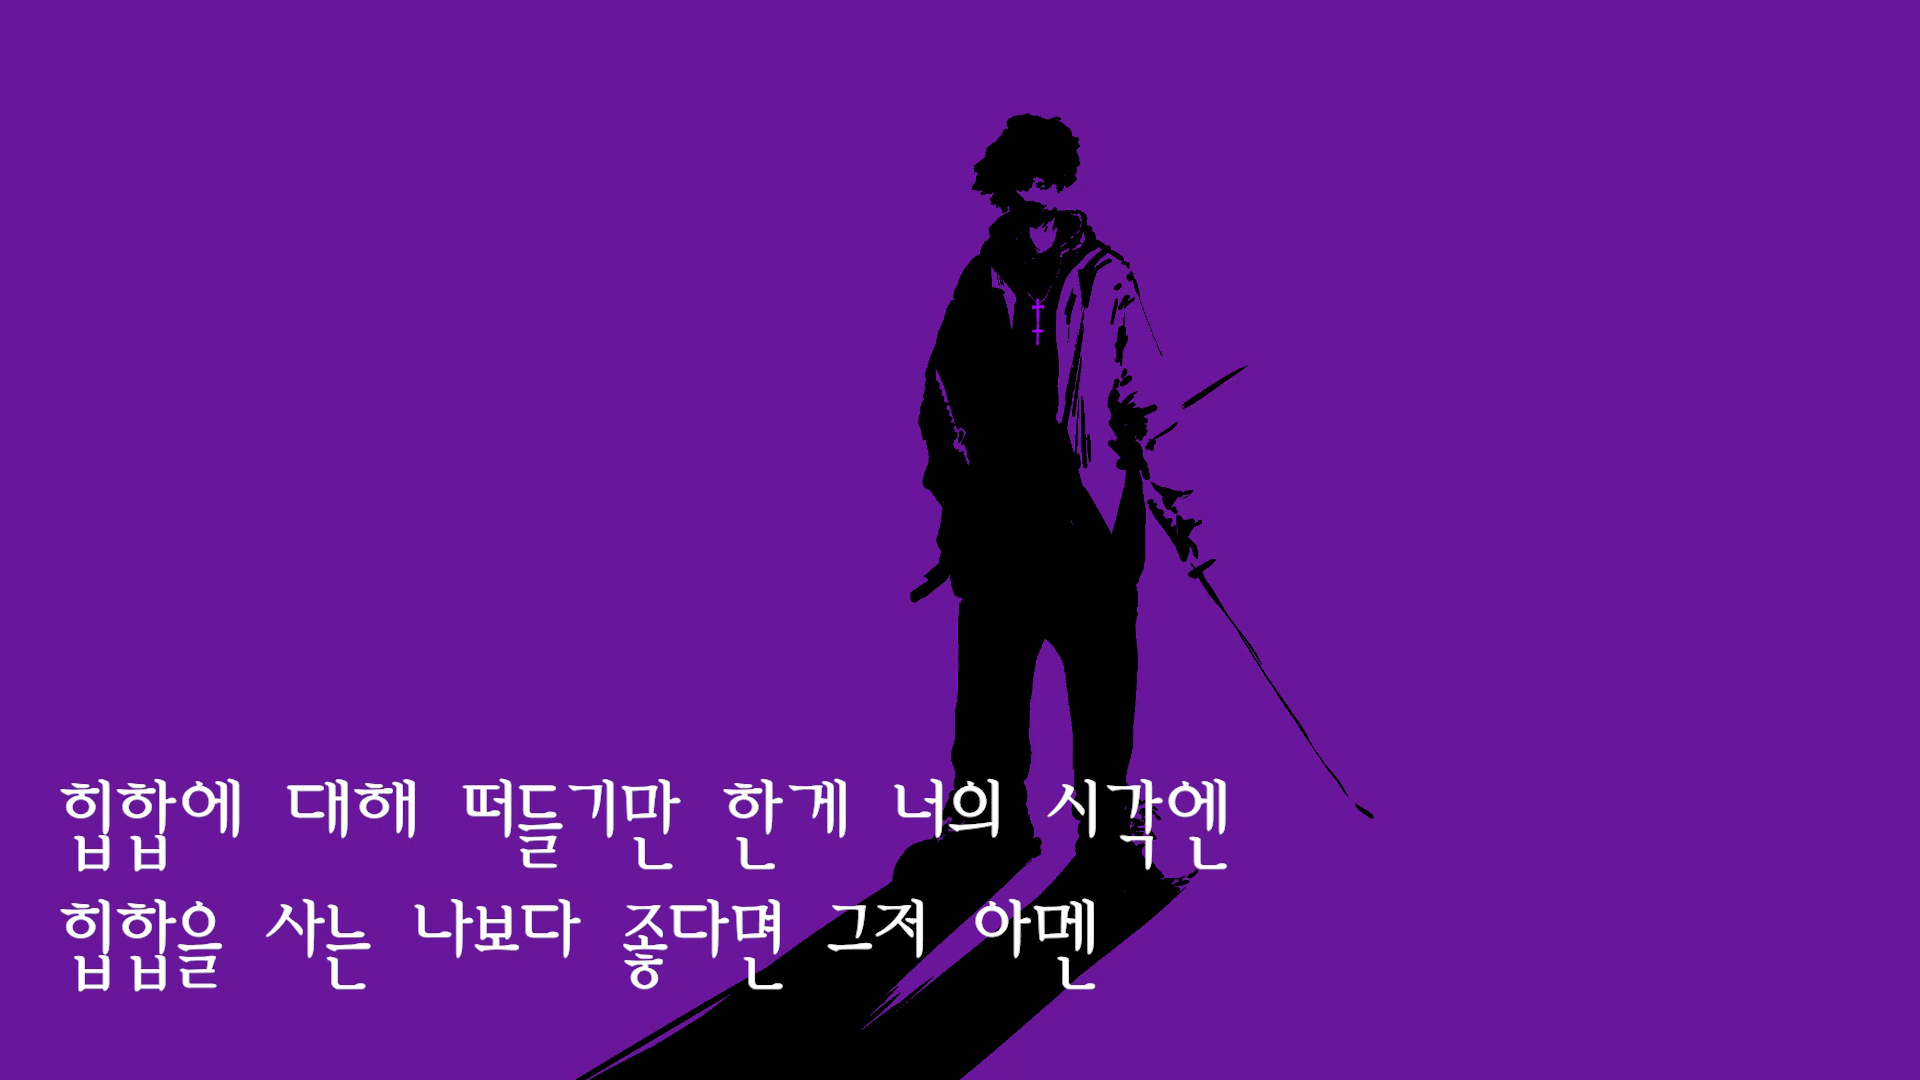 힙합에 대해 떠들기만 한게 너의 시각엔
힙합을 사는 나보다 좋다면 그저 아멘